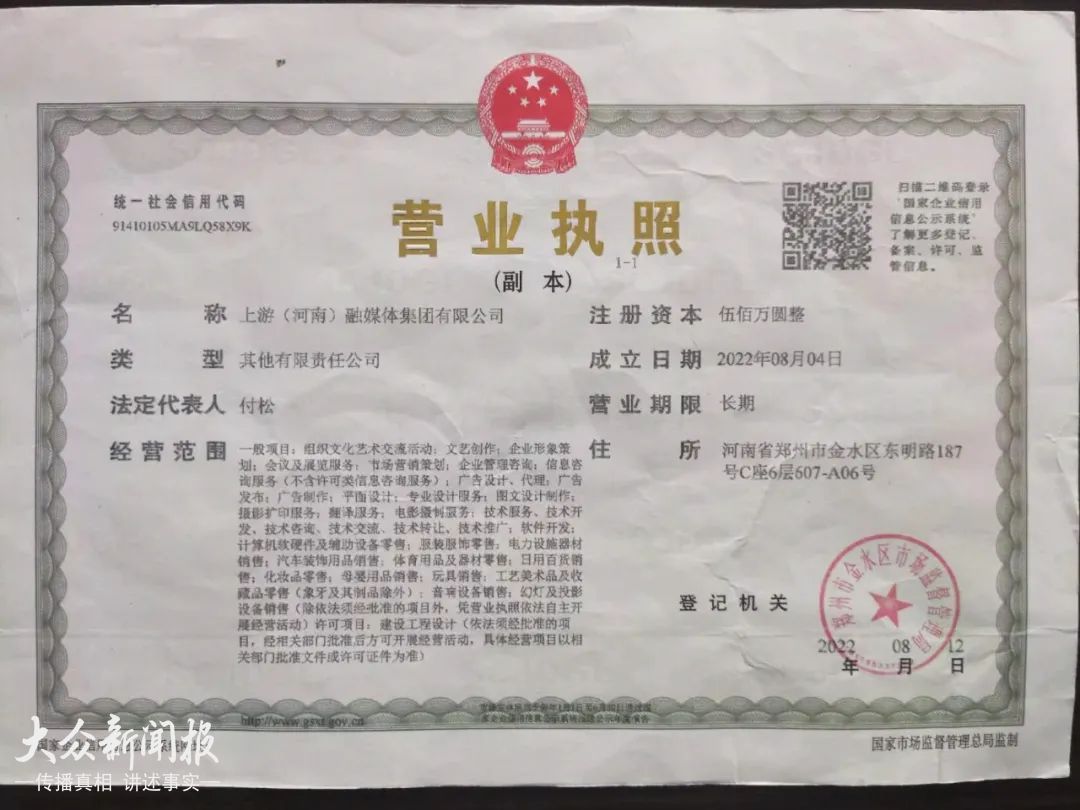 统一社会信用代码
91410105MA9LQ58X9K
营业执照
(副 本)
1-1
扫描二维码登录
"国家企业信用
信息公示系统"
了解更多登记、
备案、许可、监
管信息。
名 称 上游（河南）融媒体集团有限公司
类 型 其他有限责任公司
法定代表人 付松
经营范围 一般项目：组织文化艺术交流活动；文艺创作；企业形象策
划；会议及展览服务；市场营销策划；企业管理咨询；信息咨
询服务（不含许可类信息咨询服务）；广告设计、代理；广告
发布；广告制作；平面设计；专业设计服务；图文设计制作；
摄影扩印服务；翻译服务；电影摄制服务；技术服务、技术开
发、技术咨询、技术交流、技术转让、技术推广；软件开发；
计算机软硬件及辅助设备零售；服装服饰零售；电力设施器材
销售；汽车装饰用品销售；体育用品及器材零售；日用百货销
售；化妆品零售；母婴用品销售；玩具销售；工艺美术品及收
藏品零售（象牙及其制品除外）；音响设备销售；幻灯及投影
设备销售（除依法须经批准的项目外，凭营业执照依法自主开
展经营活动）许可项目：建设工程设计（依法须经批准的项
目，经相关部门批准后方可开展经营活动，具体经营项目以相
关部门批准文件或许可证件为准）
注册资本 伍佰万圆整
成立日期 2022年08月04日
营业期限 长期
住 所 河南省郑州市金水区东明路187
号C座6层607-A06号
登记机关
郑州市金水区市场监督管理局
2022 08 12
年 月 日
http://www.gsxt.gov.cn
国家市场监督管理总局监制
大众新闻报
传播真相 讲述事实